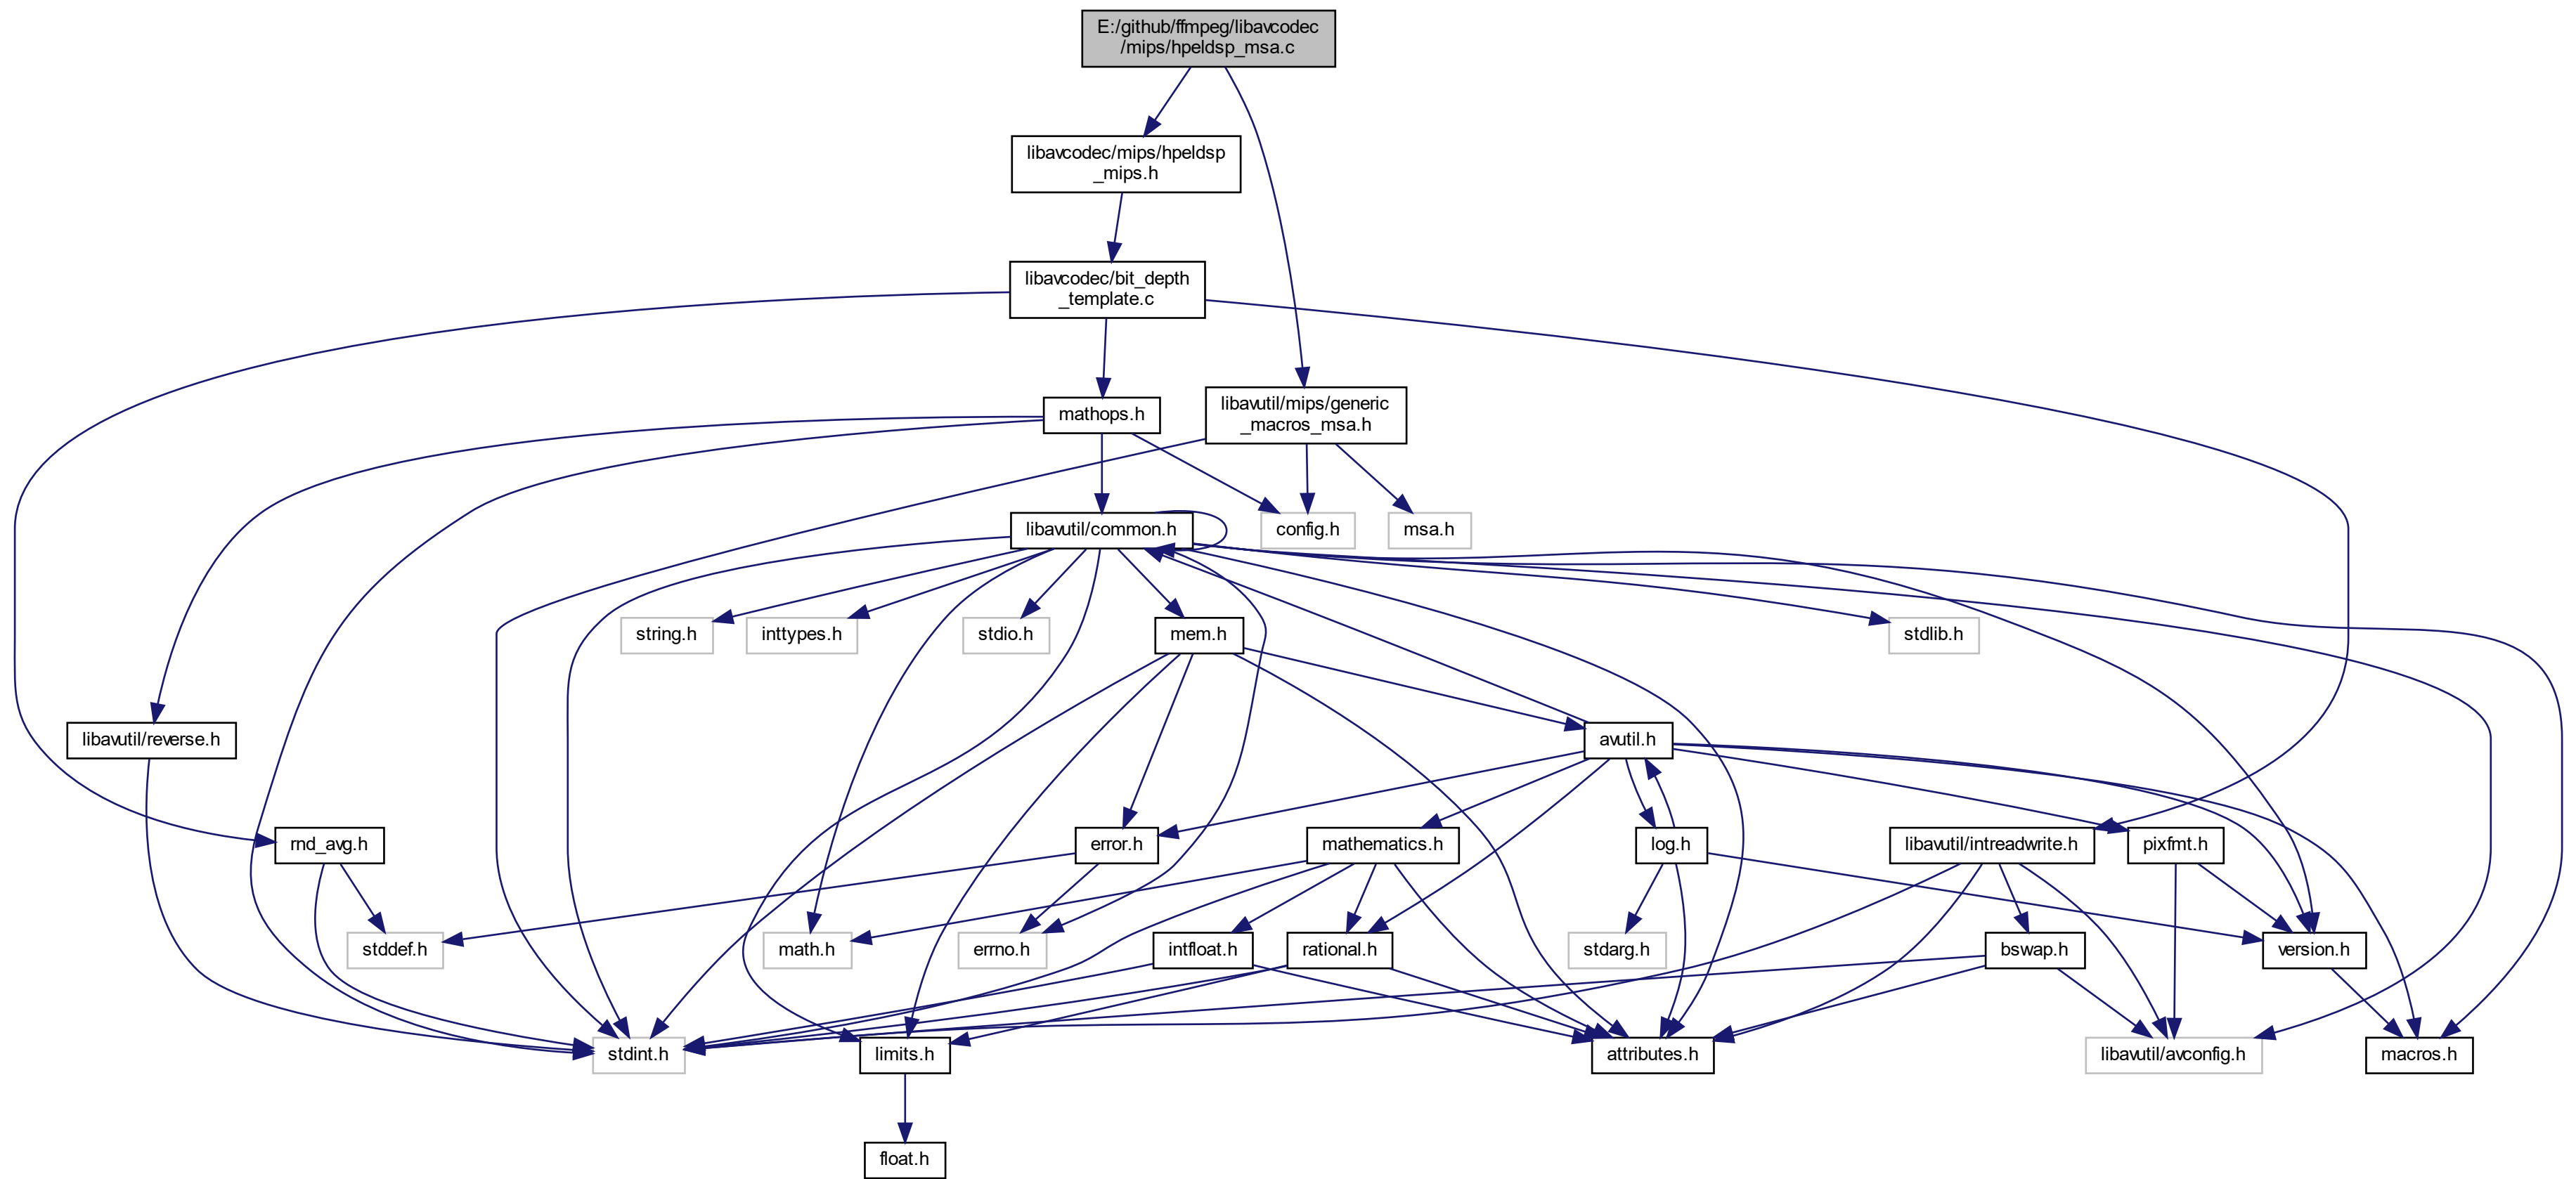 E:/github/ffmpeg/libavcodec
/mips/hpeldsp_msa.c
libavcodec/mips/hpeldsp
_mips.h
libavcodec/bit_depth
_template.c
mathops.h
libavutil/mips/generic
_macros_msa.h
libavutil/common.h
config.h
msa.h
string.h
inttypes.h
stdio.h
mem.h
stdlib.h
libavutil/reverse.h
avutil.h
rnd_avg.h
error.h
mathematics.h
log.h
libavutil/intreadwrite.h
pixfmt.h
stddef.h
math.h
errno.h
intfloat.h
rational.h
stdarg.h
bswap.h
version.h
stdint.h
limits.h
attributes.h
libavutil/avconfig.h
macros.h
float.h